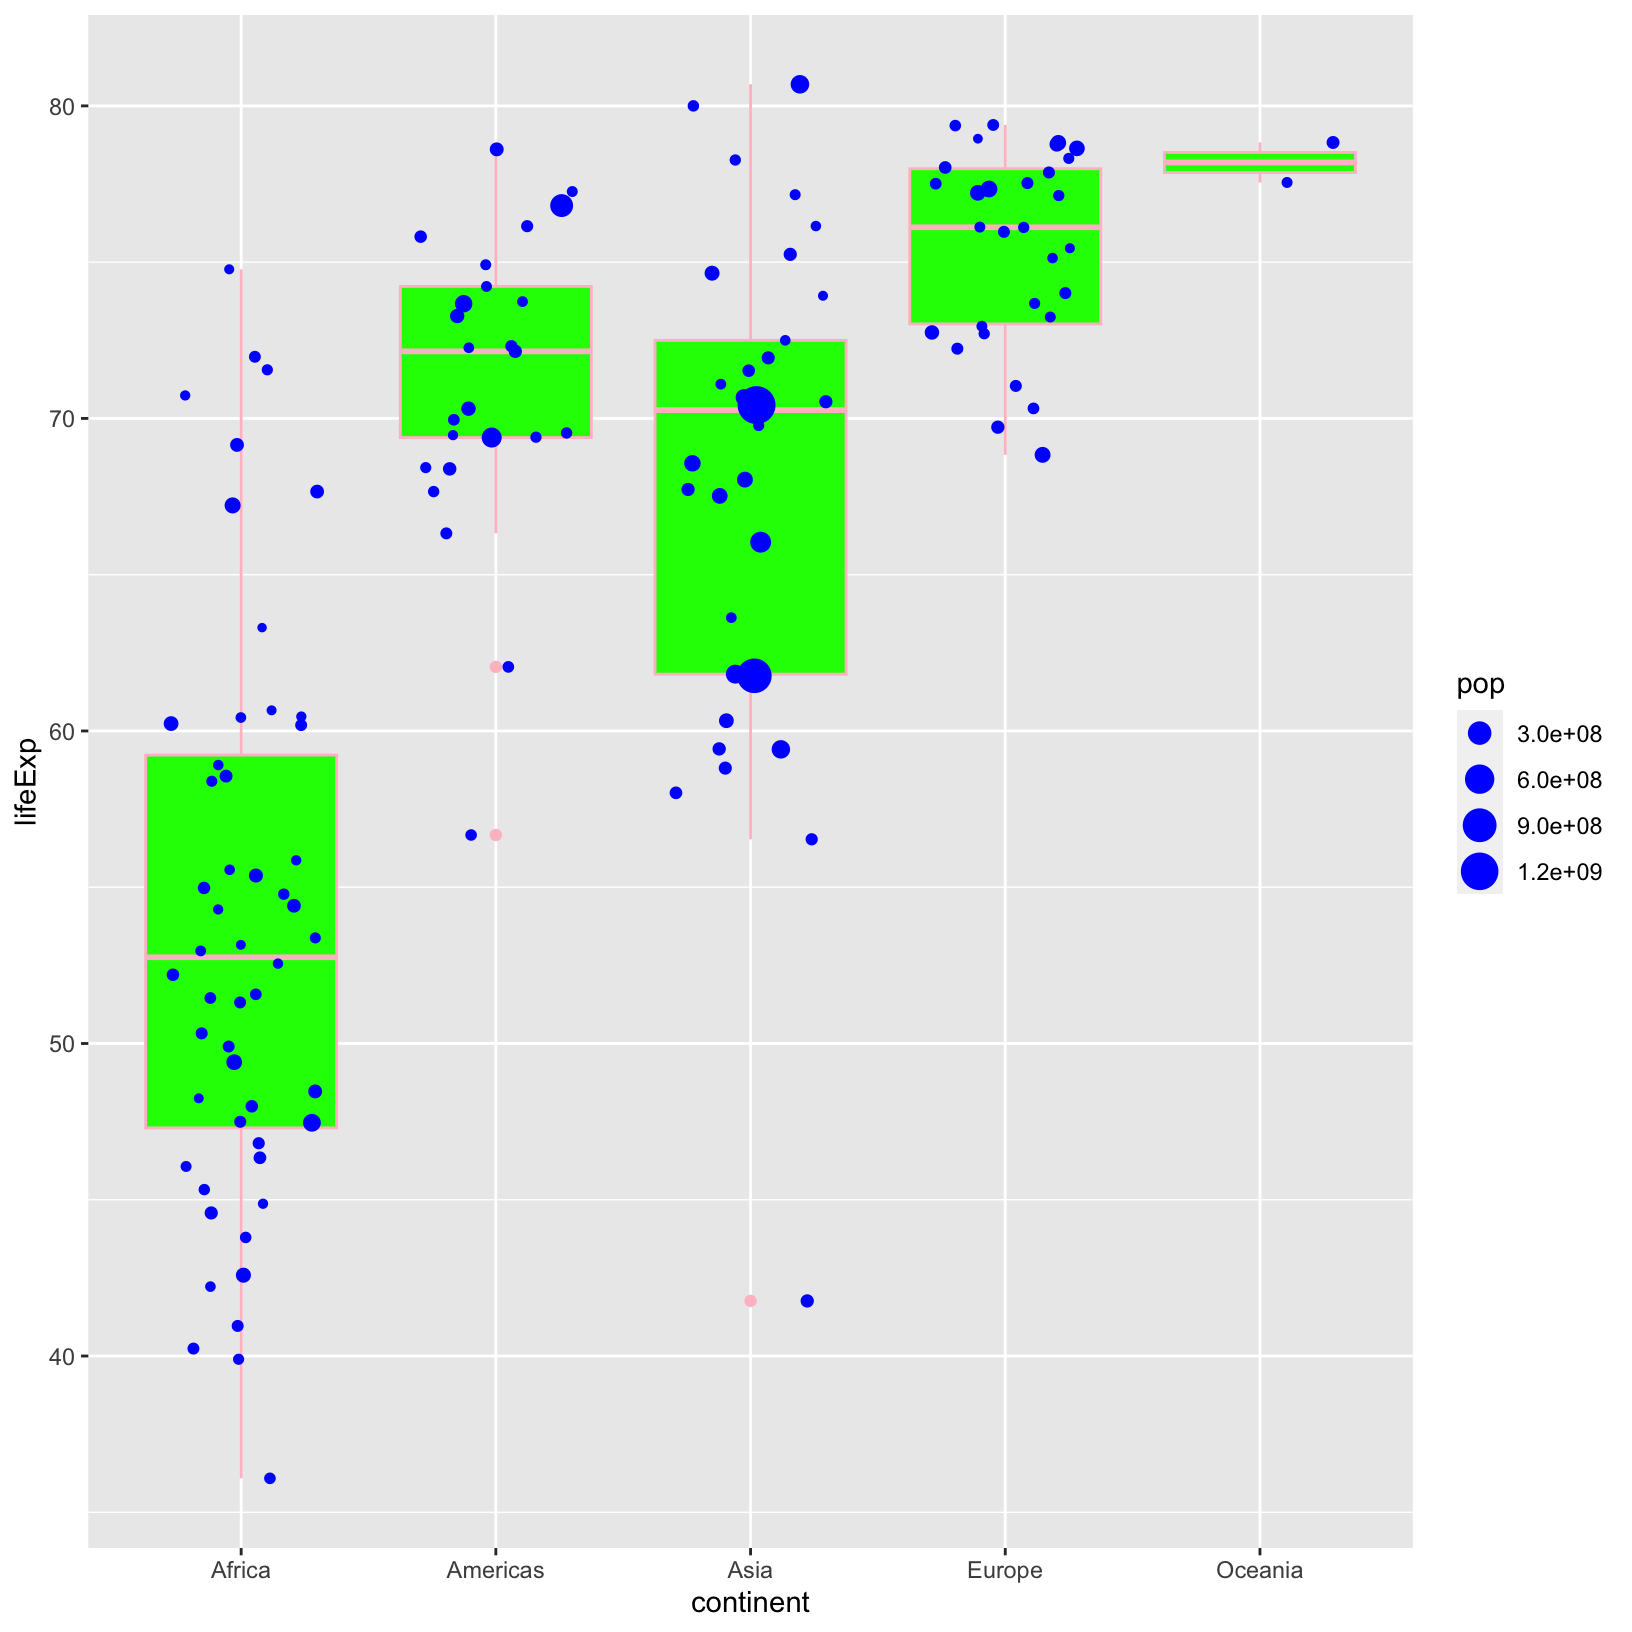 80
70
60
50
40
lifeExp
Africa
Americas
Asia
Europe
Oceania
continent
pop
3.0e+08
6.0e+08
9.0e+08
1.2e+09